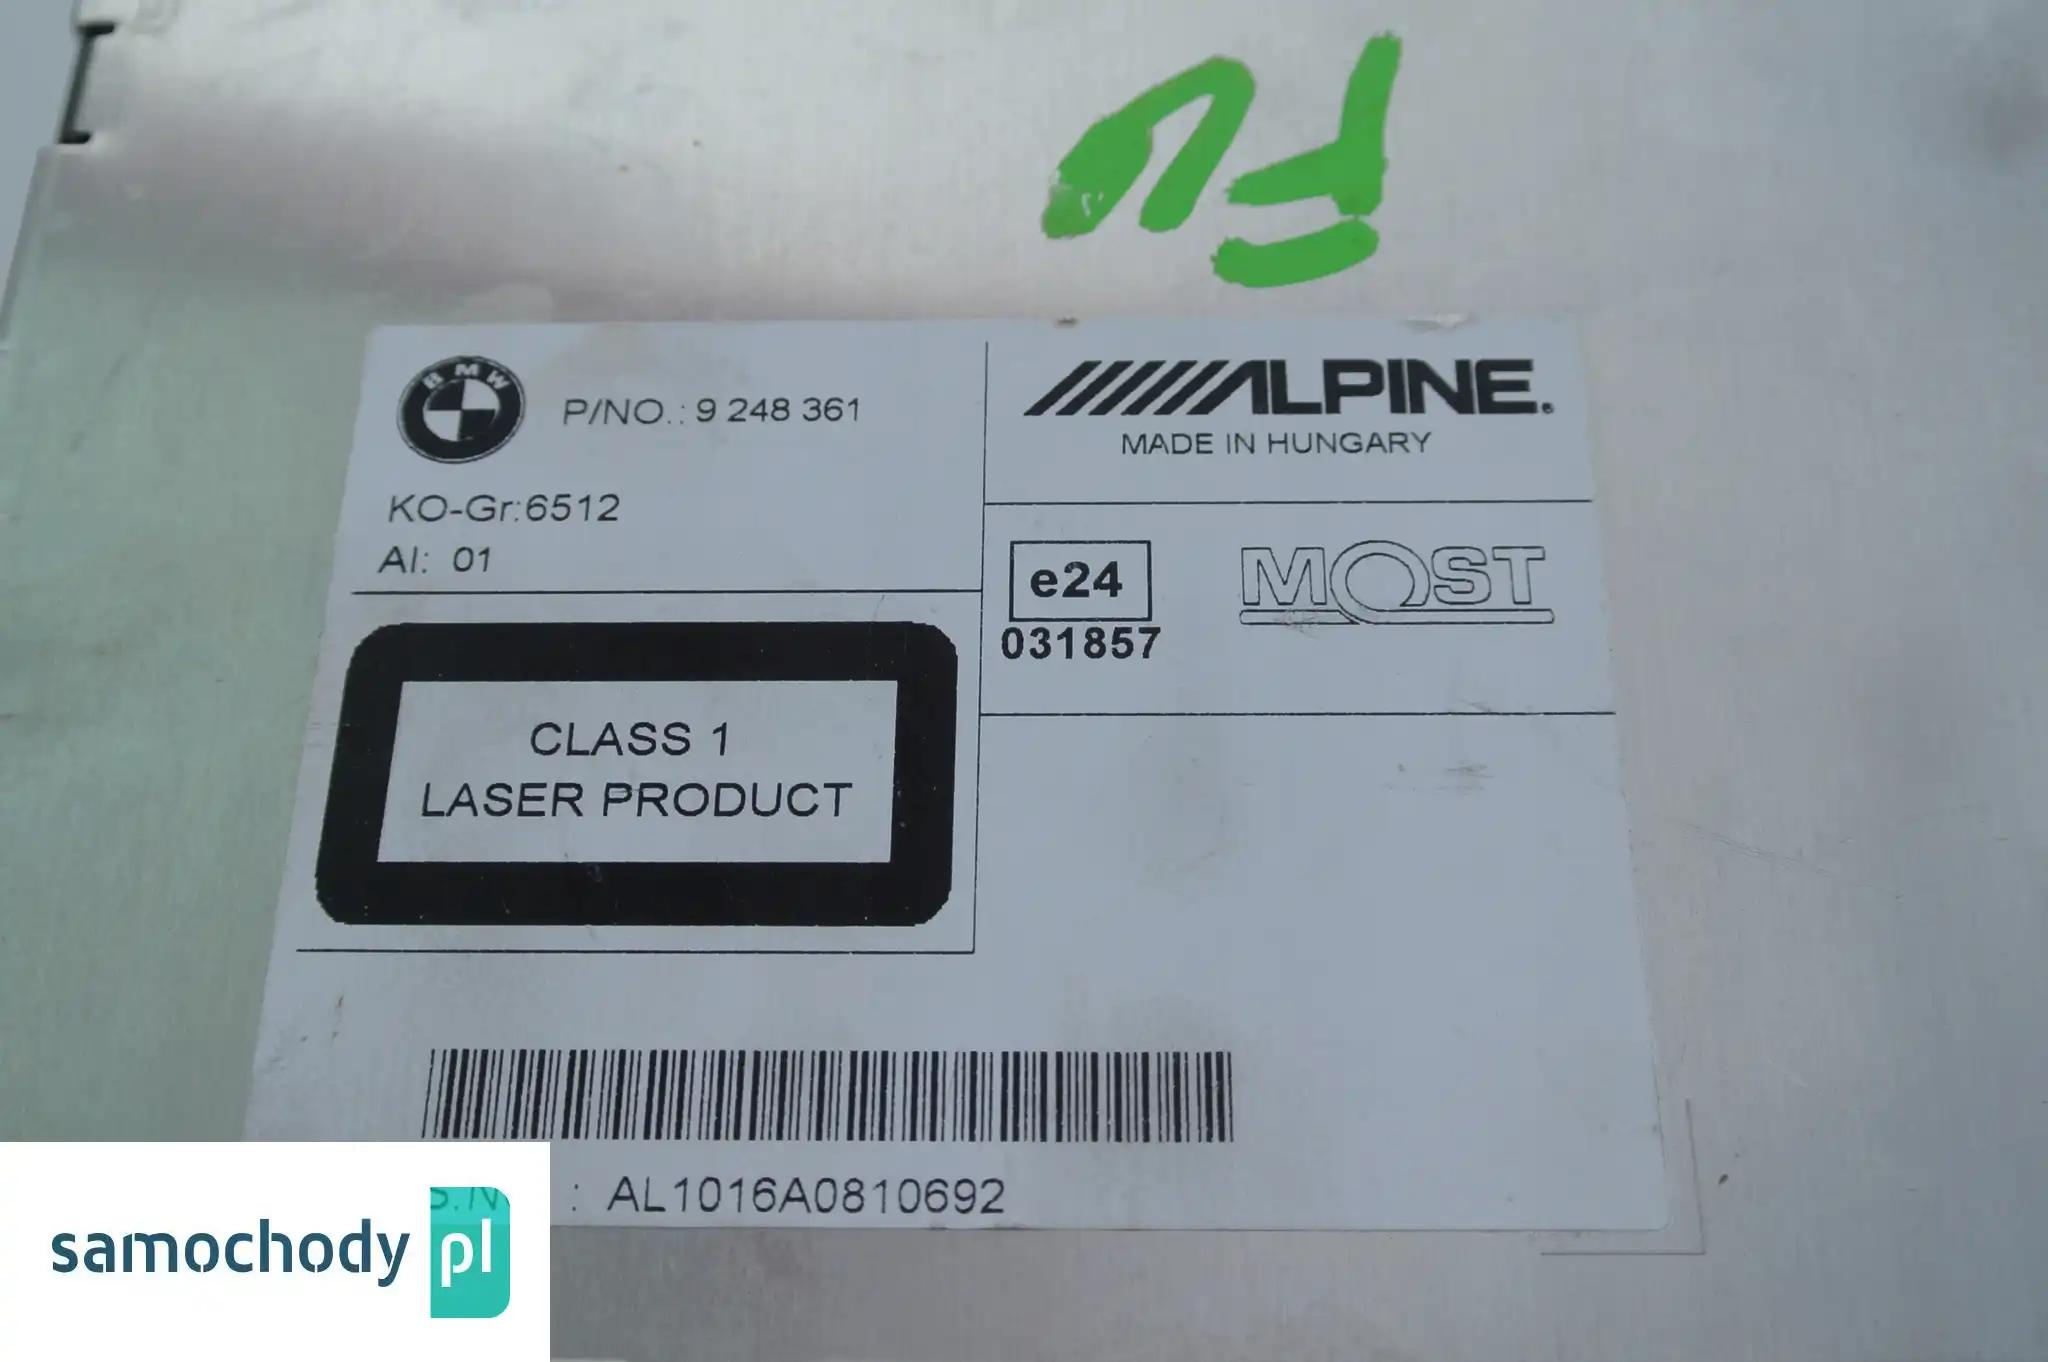 BMW
P/NO.: 9 248 361
KO-Gr:6512
AI: 01
ALPINE.
MADE IN HUNGARY
e24
031857
MOST
CLASS 1
LASER PRODUCT
: AL1016A0810692
samochody pl